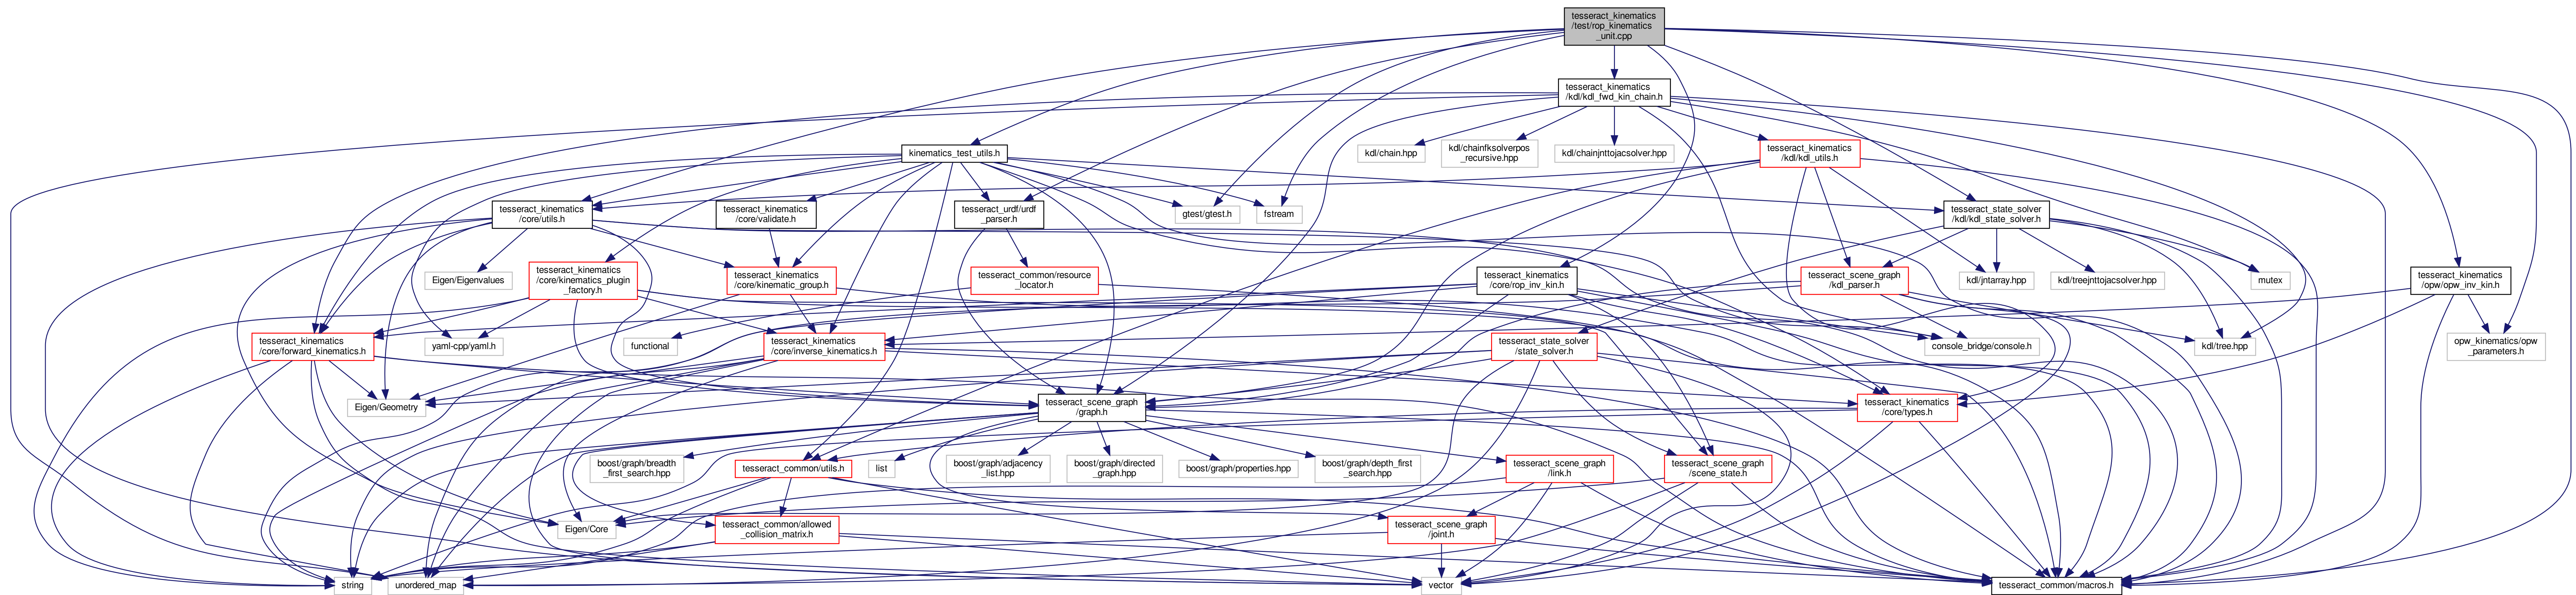 tesseract_kinematics
/test/rop_kinematics
_unit.cpp
tesseract_kinematics
/kdl/kdl_fwd_kin_chain.h
kinematics_test_utils.h
kdl/chain.hpp
kdl/chainfksolverpos
_recursive.hpp
kdl/chainjnttojacsolver.hpp
tesseract_kinematics
/kdl/kdl_utils.h
tesseract_kinematics
/core/utils.h
tesseract_kinematics
/core/validate.h
tesseract_urdf/urdf
_parser.h
gtest/gtest.h
fstream
tesseract_state_solver
/kdl/kdl_state_solver.h
Eigen/Eigenvalues
tesseract_kinematics
/core/kinematics_plugin
_factory.h
tesseract_kinematics
/core/kinematic_group.h
tesseract_common/resource
_locator.h
tesseract_kinematics
/core/rop_inv_kin.h
tesseract_scene_graph
/kdl_parser.h
kdl/jntarray.hpp
kdl/treejnttojacsolver.hpp
mutex
tesseract_kinematics
/opw/opw_inv_kin.h
tesseract_kinematics
/core/forward_kinematics.h
yaml-cpp/yaml.h
functional
tesseract_kinematics
/core/inverse_kinematics.h
tesseract_state_solver
/state_solver.h
console_bridge/console.h
kdl/tree.hpp
opw_kinematics/opw
_parameters.h
Eigen/Geometry
tesseract_scene_graph
/graph.h
tesseract_kinematics
/core/types.h
boost/graph/breadth
_first_search.hpp
tesseract_common/utils.h
list
boost/graph/adjacency
_list.hpp
boost/graph/directed
_graph.hpp
boost/graph/properties.hpp
boost/graph/depth_first
_search.hpp
tesseract_scene_graph
/link.h
tesseract_scene_graph
/scene_state.h
Eigen/Core
tesseract_common/allowed
_collision_matrix.h
tesseract_scene_graph
/joint.h
string
unordered_map
vector
tesseract_common/macros.h